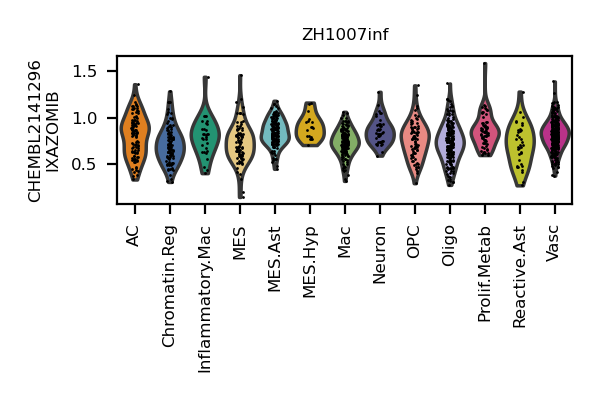 ZH1007inf
CHEMBL2141296
IXAZOMIB
1.5
1.0
0.5
AC
Chromatin.Reg
Inflammatory.Mac
MES
MES.Ast
MES.Hyp
Mac
Neuron
OPC
Oligo
Prolif.Metab
Reactive.Ast
Vasc